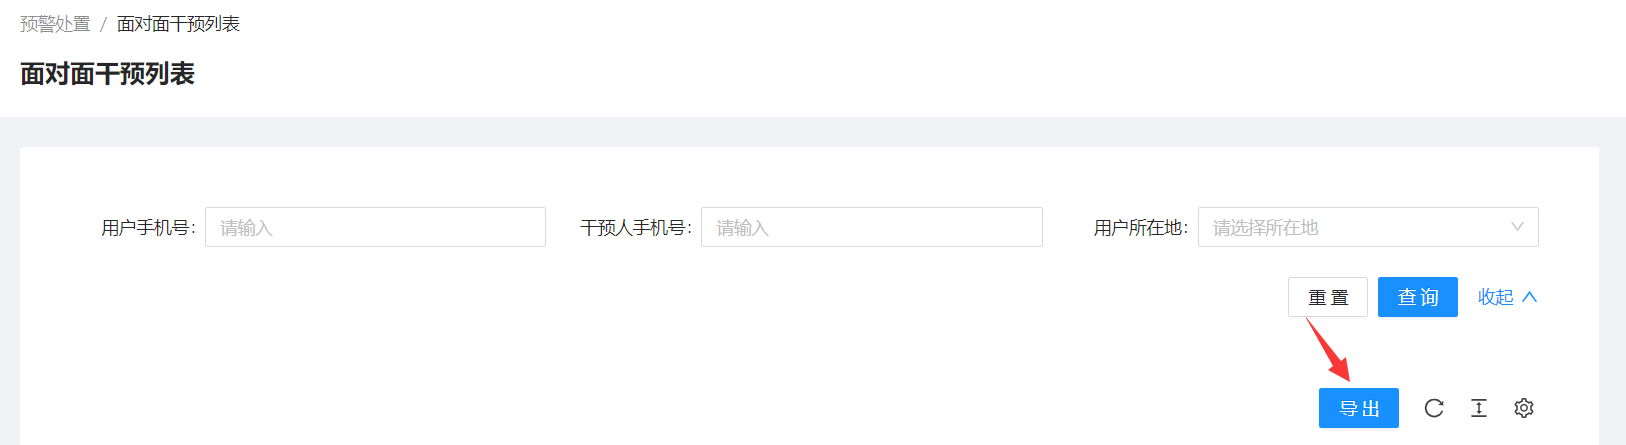 预警处置 / 面对面干预列表
面对面干预列表
用户手机号: 请输入 干预人手机号: 请输入 用户所在地: 请选择所在地
重置 查询 收起
导出